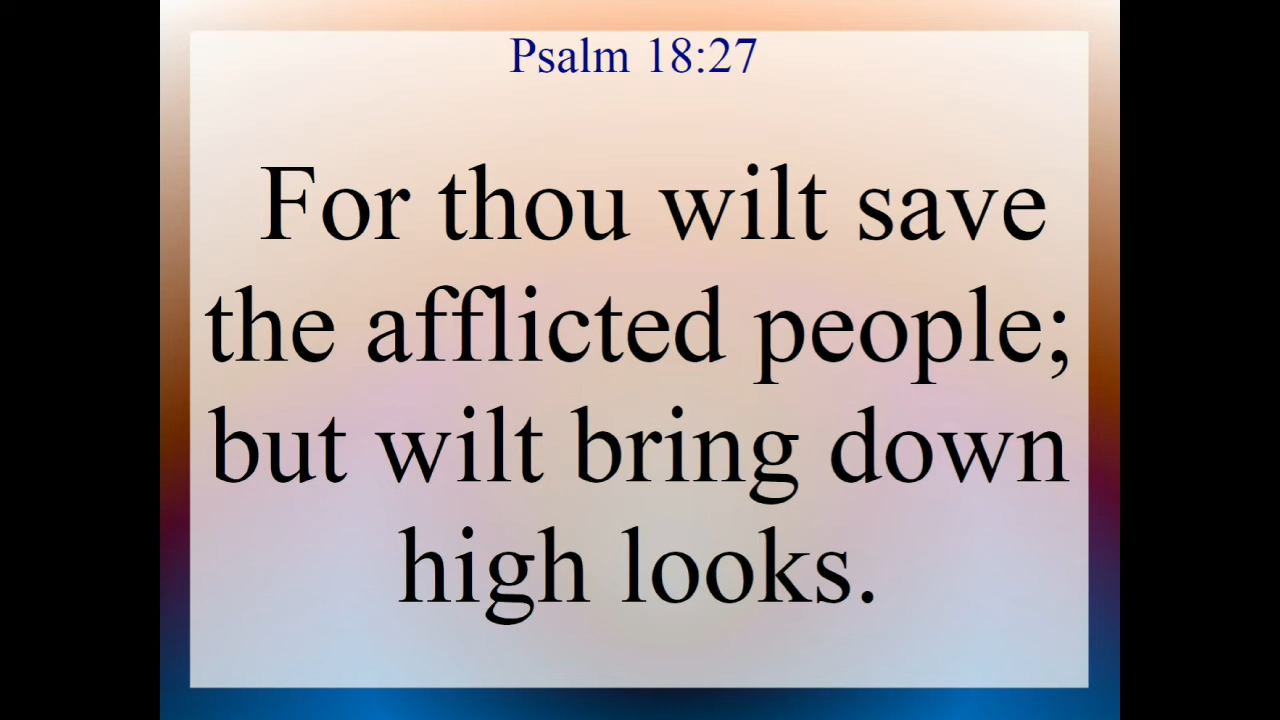 Psalm 18:27
For thou wilt save
the afflicted people;
but wilt bring down
high looks.